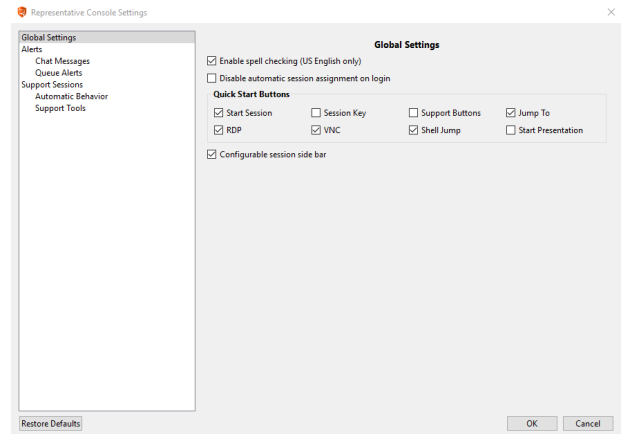 Representative Console Settings
Global Settings
Alerts
Chat Messages
Queue Alerts
Support Sessions
Automatic Behavior
Support Tools
Global Settings
Enable spell checking (US English only)
Disable automatic session assignment on login
Quick Start Buttons
Start Session Session Key Support Buttons Jump To
RDP VNC Shell Jump Start Presentation
Configurable session side bar
Restore Defaults OK Cancel